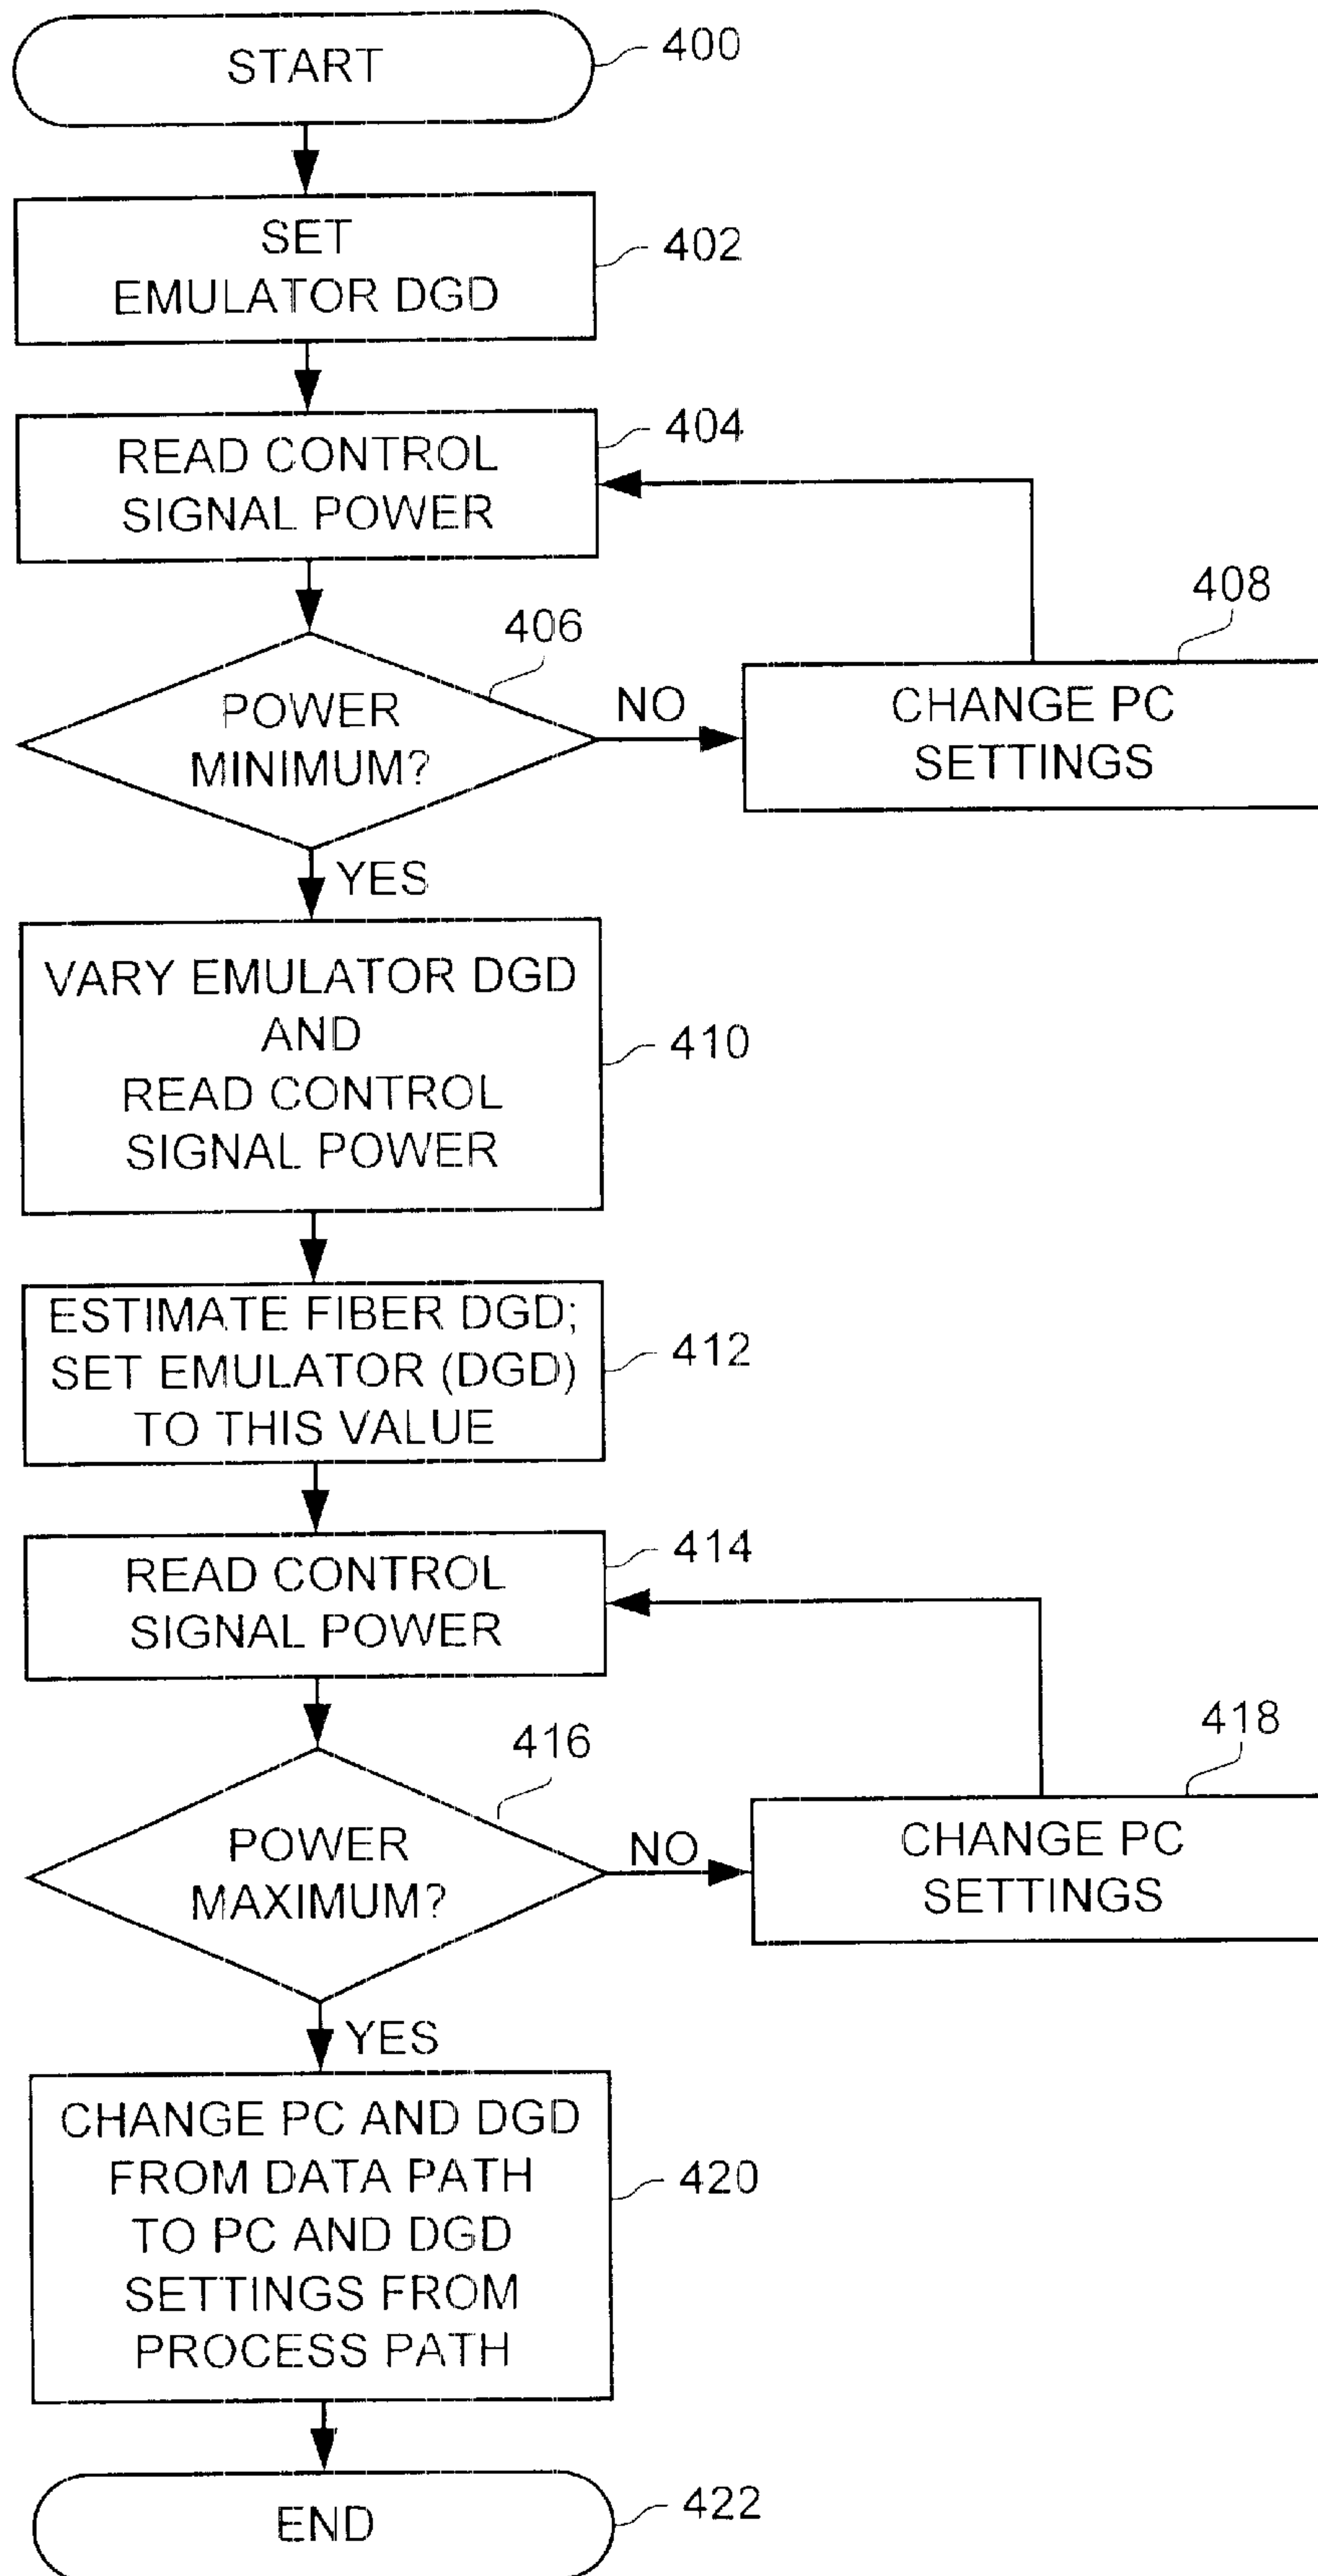 START
400
SET
EMULATOR DGD
402
READ CONTROL
SIGNAL POWER
404
406
POWER
MINIMUM?
NO
408
CHANGE PC
SETTINGS
YES
VARY EMULATOR DGD
AND
READ CONTROL
SIGNAL POWER
410
ESTIMATE FIBER DGD;
SET EMULATOR (DGD)
TO THIS VALUE
412
READ CONTROL
SIGNAL POWER
414
416
POWER
MAXIMUM?
NO
418
CHANGE PC
SETTINGS
YES
CHANGE PC AND DGD
FROM DATA PATH
TO PC AND DGD
SETTINGS FROM
PROCESS PATH
420
END
422